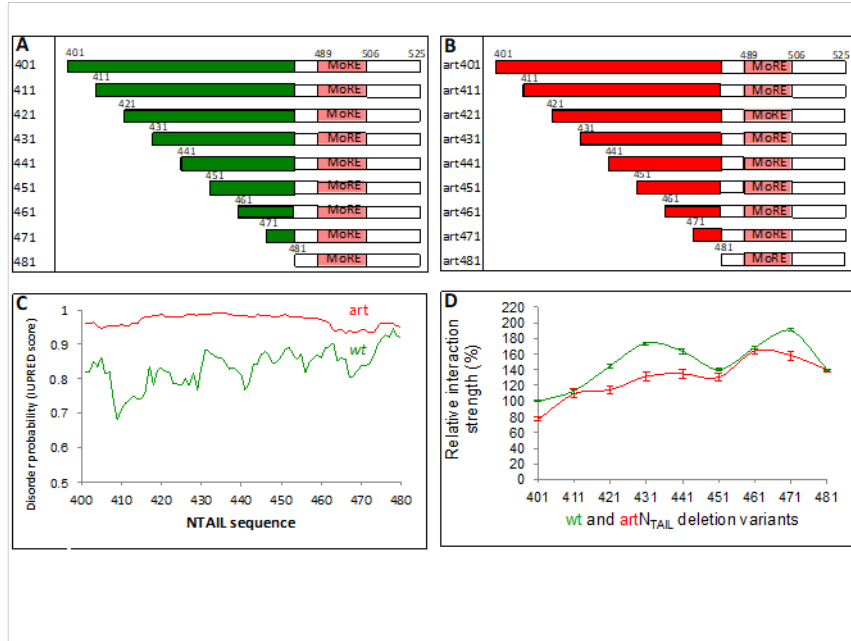 A
401 489 506 525
401 MoRE
411
411 MoRE
421
421 MoRE
431
431 MoRE
441
441 MoRE
451
451 MoRE
461
461 MoRE
471
471 MoRE
481
481 MoRE
B
401 489 506 525
art401 MoRE
411
art411 MoRE
421
art421 MoRE
431
art431 MoRE
441
art441 MoRE
451
art451 MoRE
461
art461 MoRE
471
art471 MoRE
481
art481 MoRE
C
Disorder probability (IUPRED score)
1
0.9
0.8
0.7
0.6
0.5
art
wt
400 410 420 430 440 450 460 470 480
NTAIL sequence
D
Relative interaction
strength (%)
220
200
180
160
140
120
100
80
60
40
20
0
401 411 421 431 441 451 461 471 481
wt and artNTAIL deletion variants